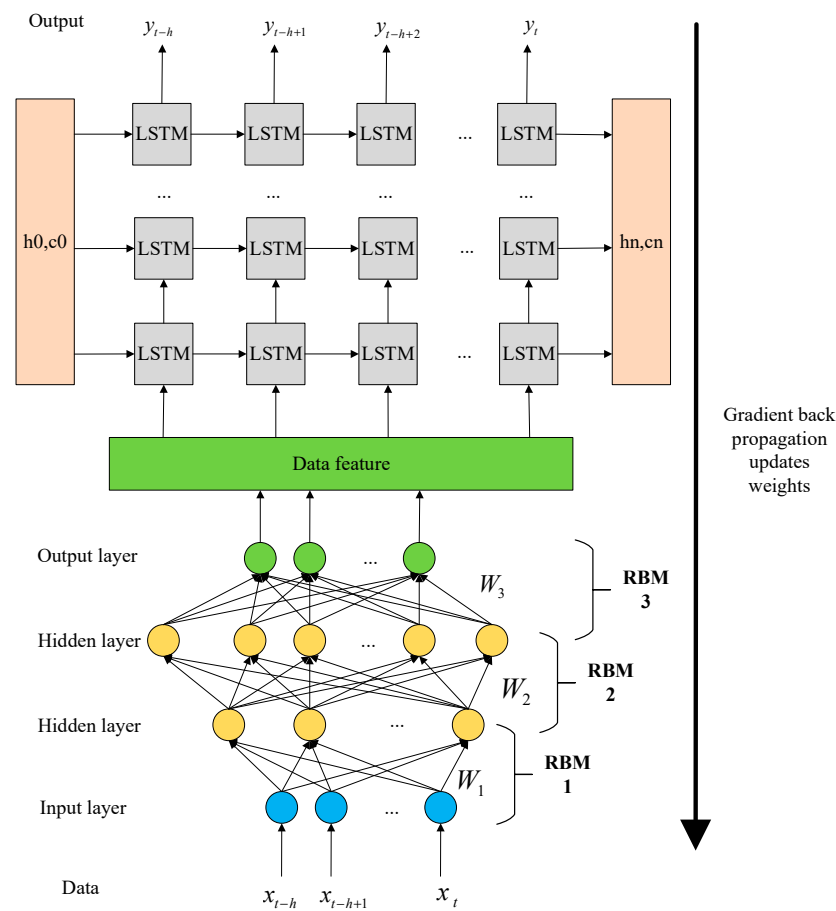 Output
y_{t-h} y_{t-h+1} y_{t-h+2} y_t
LSTM LSTM LSTM ... LSTM
... ... ... ...
h0,c0
LSTM LSTM LSTM ... LSTM
hn,cn
LSTM LSTM LSTM ... LSTM
Gradient back
propagation
updates
weights
Data feature
Output layer
...
W_3
RBM
3
Hidden layer
...
W_2
RBM
2
Hidden layer
...
W_1
RBM
1
Input layer
...
Data
x_{t-h} x_{t-h+1} x_t